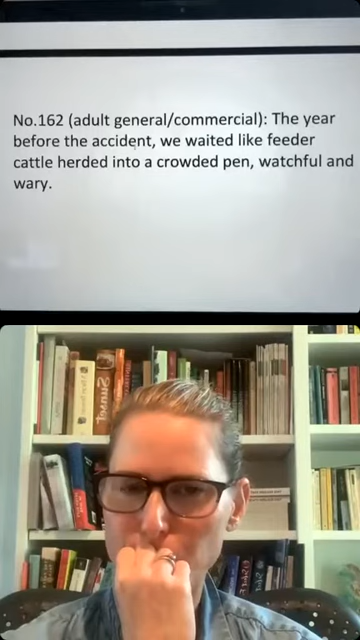 No.162 (adult general/commercial): The year
before the accident, we waited like feeder
cattle herded into a crowded pen, watchful and
wary.